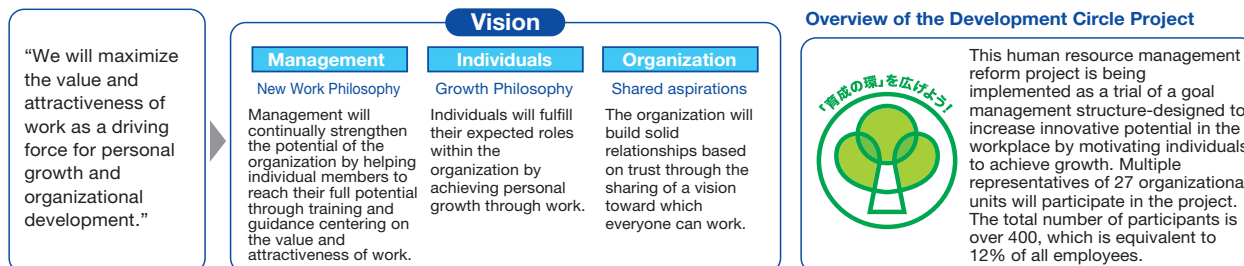 “We will maximize
the value and
attractiveness of
work as a driving
force for personal
growth and
organizational
development.”
Vision
Management
New Work Philosophy
Management will
continually strengthen
the potential of the
organization by helping
individual members to
reach their full potential
through training and
guidance centering on
the value and
attractiveness of work.
Individuals
Growth Philosophy
Individuals will fulfill
their expected roles
within the
organization by
achieving personal
growth through work.
Organization
Shared aspirations
The organization will
build solid
relationships based
on trust through the
sharing of a vision
toward which
everyone can work.
Overview of the Development Circle Project
「育成の環」を広げよう!
This human resource management
reform project is being
implemented as a trial of a goal
management structure-designed to
increase innovative potential in the
workplace by motivating individuals
to achieve growth. Multiple
representatives of 27 organizationa
units will participate in the project.
The total number of participants is
over 400, which is equivalent to
12% of all employees.